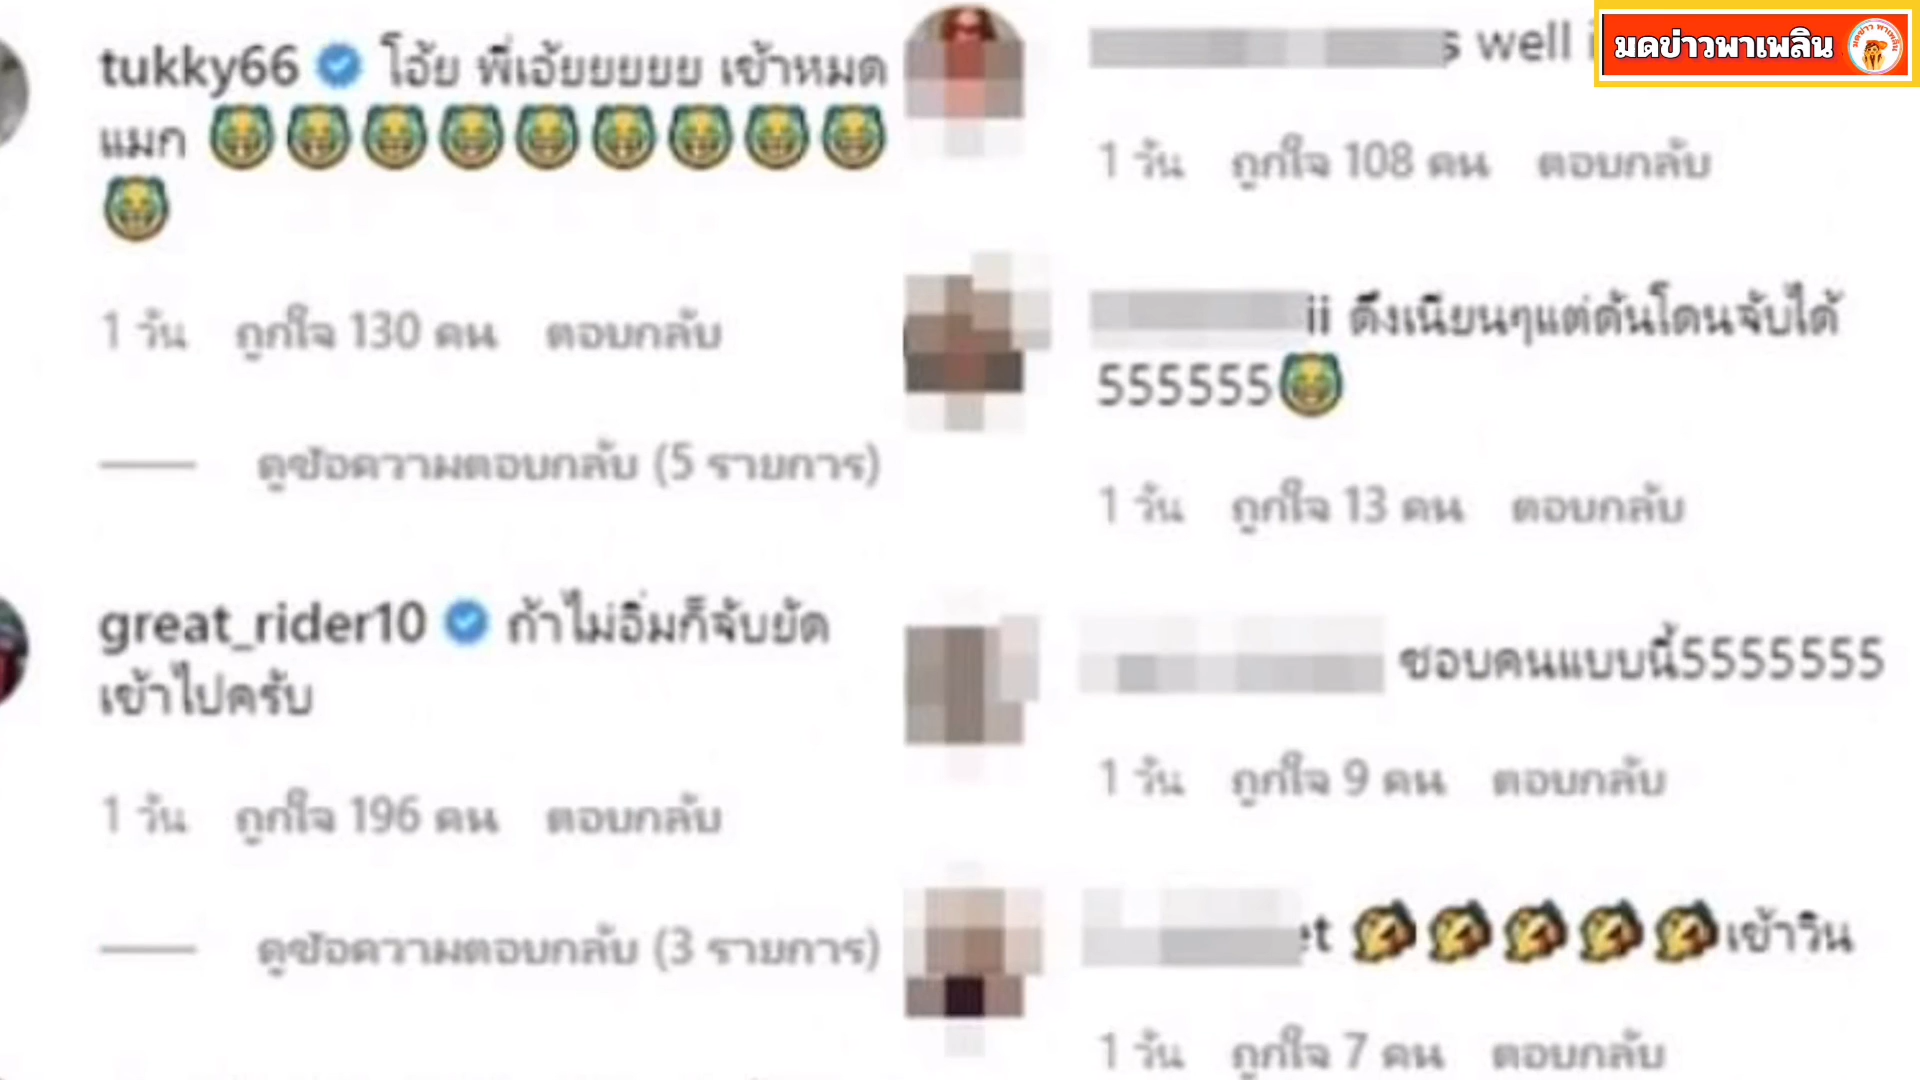 tukky66 โอ้ย พี่เอ้ยยยยย เข้าหมด
แมก
1 วัน ถูกใจ 130 คน ตอบกลับ
ดูข้อความตอบกลับ (5 รายการ)
great_rider10 ถ้าไม่อิ่มก็จับยัด
เข้าไปครับ
1 วัน ถูกใจ 196 คน ตอบกลับ
ดูข้อความตอบกลับ (3 รายการ)
s well
มดข่าวพาเพลิน
1 วัน ถูกใจ 108 คน ตอบกลับ
ii ดึงเนียนๆแต่ดันโดนจับได้
555555
1 วัน ถูกใจ 13 คน ตอบกลับ
ชอบคนแบบนี้5555555
1 วัน ถูกใจ 9 คน ตอบกลับ
et เข้าวิน
1 วัน ถูกใจ 7 คน ตอบกลับ